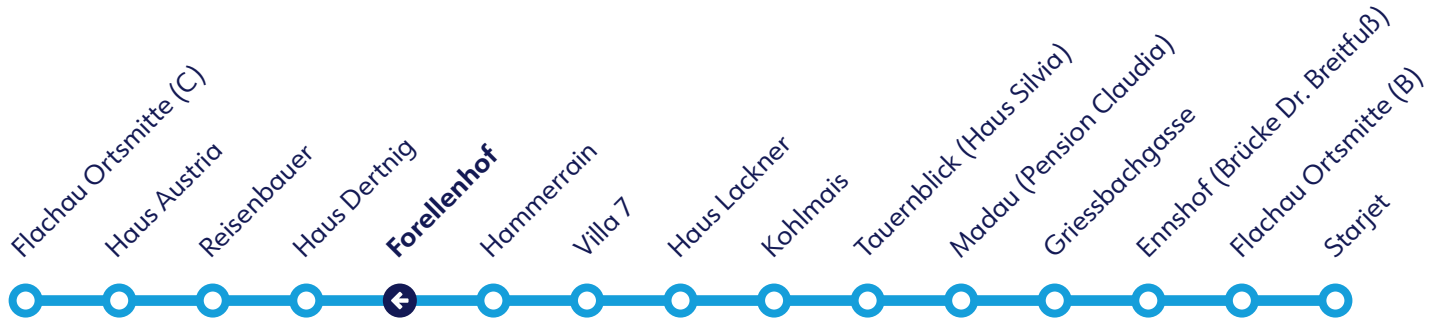 Flachau Ortsmitte (C)
Haus Austria
Reisenbauer
Haus Dertnig
Forellenhof
Hammerrain
Villa 7
Haus Lackner
Kohlmais
Tauernblick (Haus Silvia)
Madau (Pension Claudia)
Griessbachgasse
Ennshof (Brücke Dr. Breitfuß)
Flachau Ortsmitte (B)
Starjet